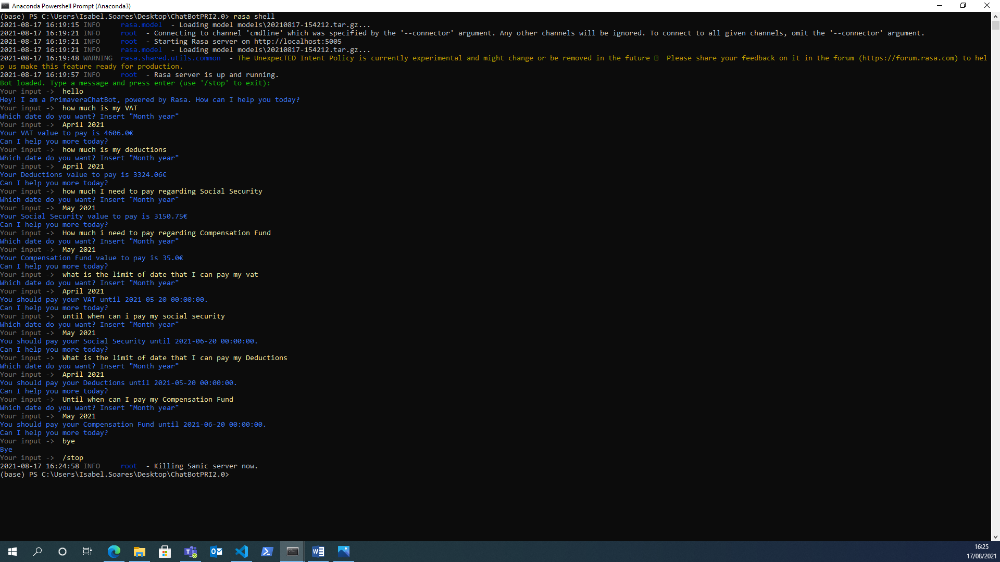 Anaconda Powershell Prompt (Anaconda3)
(base) PS C:\Users\Isabel.Soares\Desktop\ChatBotPRI2.0> rasa shell
2021-08-17 16:19:15 INFO     rasa.model  - Loading model models\20210817-154212.tar.gz...
2021-08-17 16:19:21 INFO     root  - Connecting to channel 'cmdline' which was specified by the '--connector' argument. Any other channels will be ignored. To connect to all given channels, omit the '--connector' argument.
2021-08-17 16:19:21 INFO     root  - Starting Rasa server on http://localhost:5005
2021-08-17 16:19:21 INFO     rasa.model  - Loading model models\20210817-154212.tar.gz...
2021-08-17 16:19:48 WARNING  rasa.shared.utils.common  - The UnexpecTED Intent Policy is currently experimental and might change or be removed in the future   Please share your feedback on it in the forum (https://forum.rasa.com) to hel
p us make this feature ready for production.
2021-08-17 16:19:57 INFO     root  - Rasa server is up and running.
Bot loaded. Type a message and press enter (use '/stop' to exit):
Your input ->  hello
Hey! I am a PrimaveraChatBot, powered by Rasa. How can I help you today?
Your input ->  how much is my VAT
Which date do you want? Insert "Month year"
Your input ->  April 2021
Your VAT value to pay is 4606.0€
Can I help you more today?
Your input ->  how much is my deductions
Which date do you want? Insert "Month year"
Your input ->  April 2021
Your Deductions value to pay is 3324.06€
Can I help you more today?
Your input ->  how much I need to pay regarding Social Security
Which date do you want? Insert "Month year"
Your input ->  May 2021
Your Social Security value to pay is 3150.75€
Can I help you more today?
Your input ->  How much i need to pay regarding Compensation Fund
Which date do you want? Insert "Month year"
Your input ->  May 2021
Your Compensation Fund value to pay is 35.0€
Can I help you more today?
Your input ->  what is the limit of date that I can pay my vat
Which date do you want? Insert "Month year"
Your input ->  April 2021
You should pay your VAT until 2021-05-20 00:00:00.
Can I help you more today?
Your input ->  until when can i pay my social security
Which date do you want? Insert "Month year"
Your input ->  May 2021
You should pay your Social Security until 2021-06-20 00:00:00.
Can I help you more today?
Your input ->  What is the limit of date that I can pay my Deductions
Which date do you want? Insert "Month year"
Your input ->  April 2021
You should pay your Deductions until 2021-05-20 00:00:00.
Can I help you more today?
Your input ->  Until when can I pay my Compensation Fund
Which date do you want? Insert "Month year"
Your input ->  May 2021
You should pay your Compensation Fund until 2021-06-20 00:00:00.
Can I help you more today?
Your input ->  bye
Bye
Your input ->  /stop
2021-08-17 16:24:58 INFO     root  - Killing Sanic server now.
(base) PS C:\Users\Isabel.Soares\Desktop\ChatBotPRI2.0>
16:25
17/08/2021